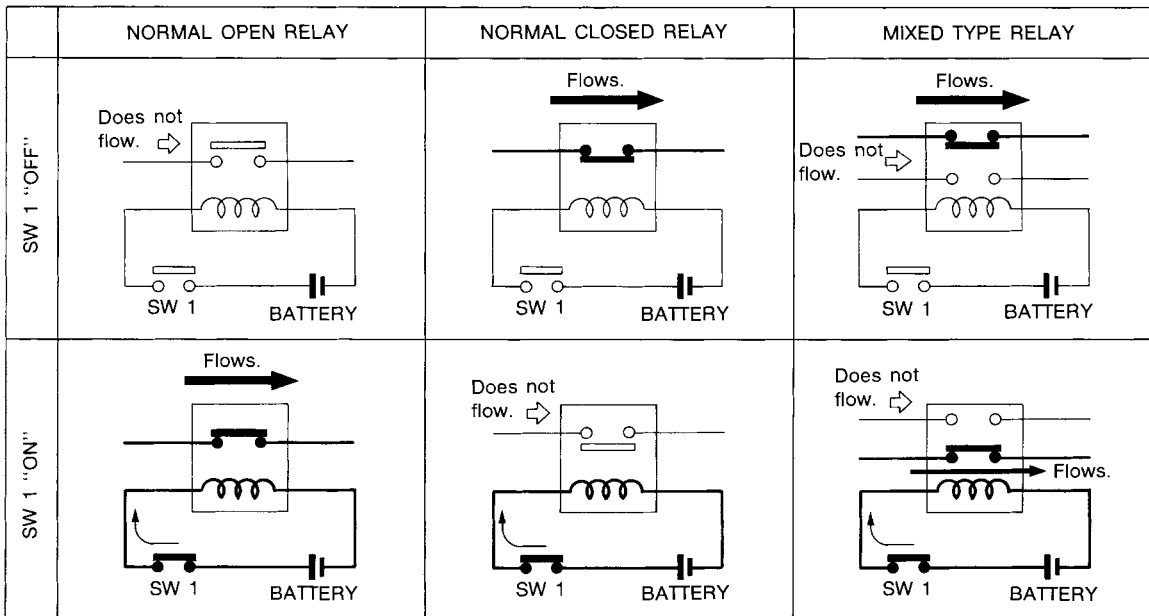 NORMAL OPEN RELAY
NORMAL CLOSED RELAY
MIXED TYPE RELAY
SW 1 "OFF"
Does not
flow.
SW 1
BATTERY
Flows.
SW 1
BATTERY
Flows.
Does not
flow.
SW 1
BATTERY
SW 1 "ON"
Flows.
SW 1
BATTERY
Does not
flow.
SW 1
BATTERY
Does not
flow.
Flows.
SW 1
BATTERY